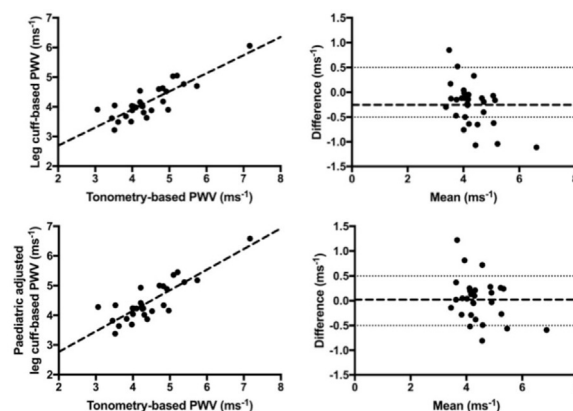 Leg cuff-based PWV (ms-1)
7
6
5
4
3
2
2 3 4 5 6 7 8
Tonometry-based PWV (ms-1)
Difference (ms-1)
1.5
1.0
0.5
0.0
-0.5
-1.0
-1.5
0 2 4 6 8
Mean (ms-1)
Paediatric adjusted
leg cuff-based PWV (ms-1)
7
6
5
4
3
2
2 3 4 5 6 7 8
Tonometry-based PWV (ms-1)
Difference (ms-1)
1.5
1.0
0.5
0.0
-0.5
-1.0
-1.5
0 2 4 6 8
Mean (ms-1)